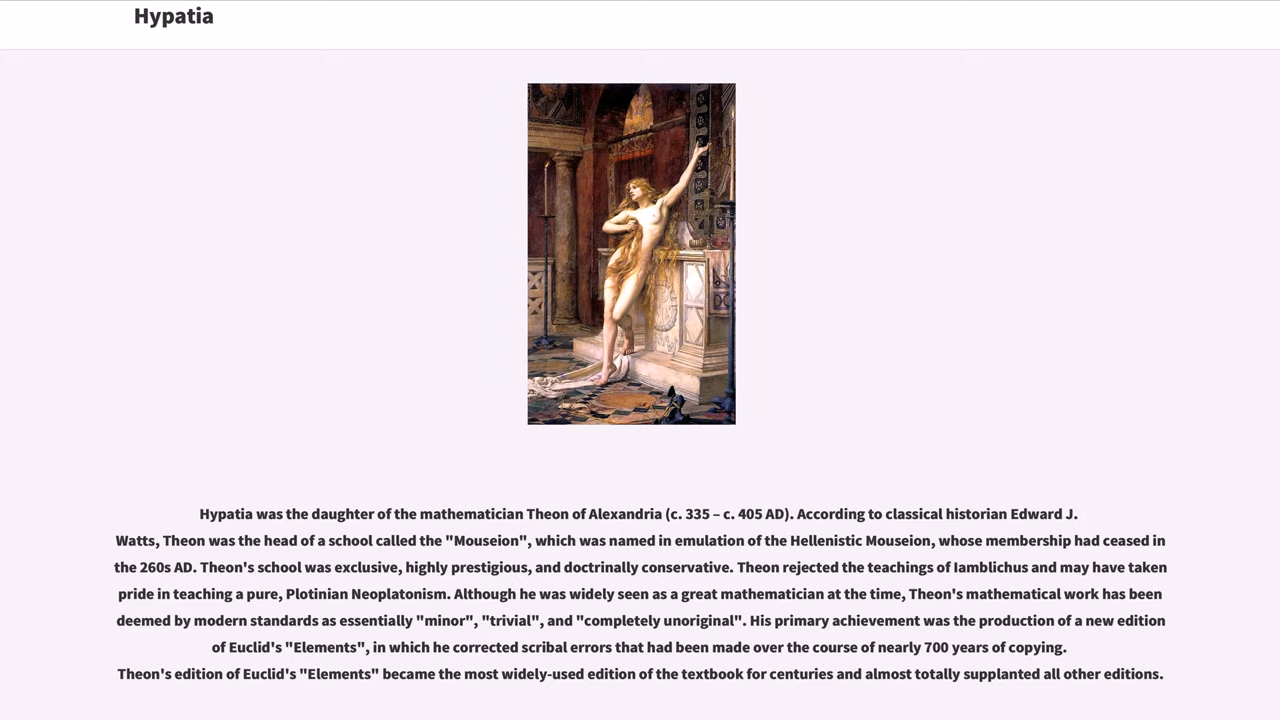 Hypatia
Hypatia was the daughter of the mathematician Theon of Alexandria (c. 335 – c. 405 AD). According to classical historian Edward J.
Watts, Theon was the head of a school called the "Mouseion", which was named in emulation of the Hellenistic Mouseion, whose membership had ceased in
the 260s AD. Theon's school was exclusive, highly prestigious, and doctrinally conservative. Theon rejected the teachings of Iamblichus and may have taken
pride in teaching a pure, Plotinian Neoplatonism. Although he was widely seen as a great mathematician at the time, Theon's mathematical work has been
deemed by modern standards as essentially "minor", "trivial", and "completely unoriginal". His primary achievement was the production of a new edition
of Euclid's "Elements", in which he corrected scribal errors that had been made over the course of nearly 700 years of copying.
Theon's edition of Euclid's "Elements" became the most widely-used edition of the textbook for centuries and almost totally supplanted all other editions.